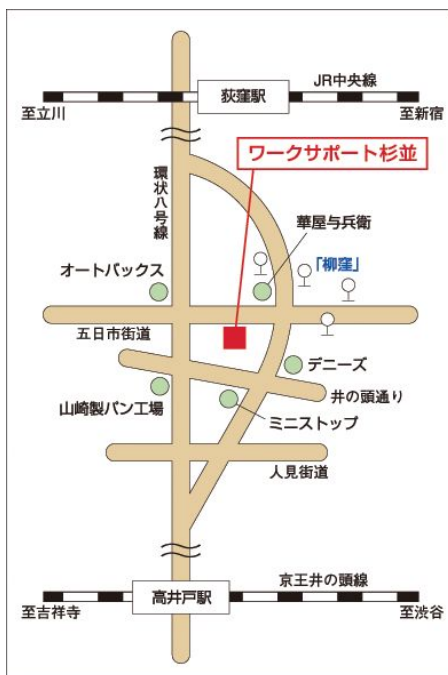 JR中央線
荻窪駅
至立川
至新宿
ワークサポート杉並
環状八号線
華屋与兵衛
「柳窪」
オートバックス
五日市街道
デニーズ
井の頭通り
山崎製パン工場
ミニストップ
人見街道
京王井の頭線
高井戸駅
至吉祥寺
至渋谷